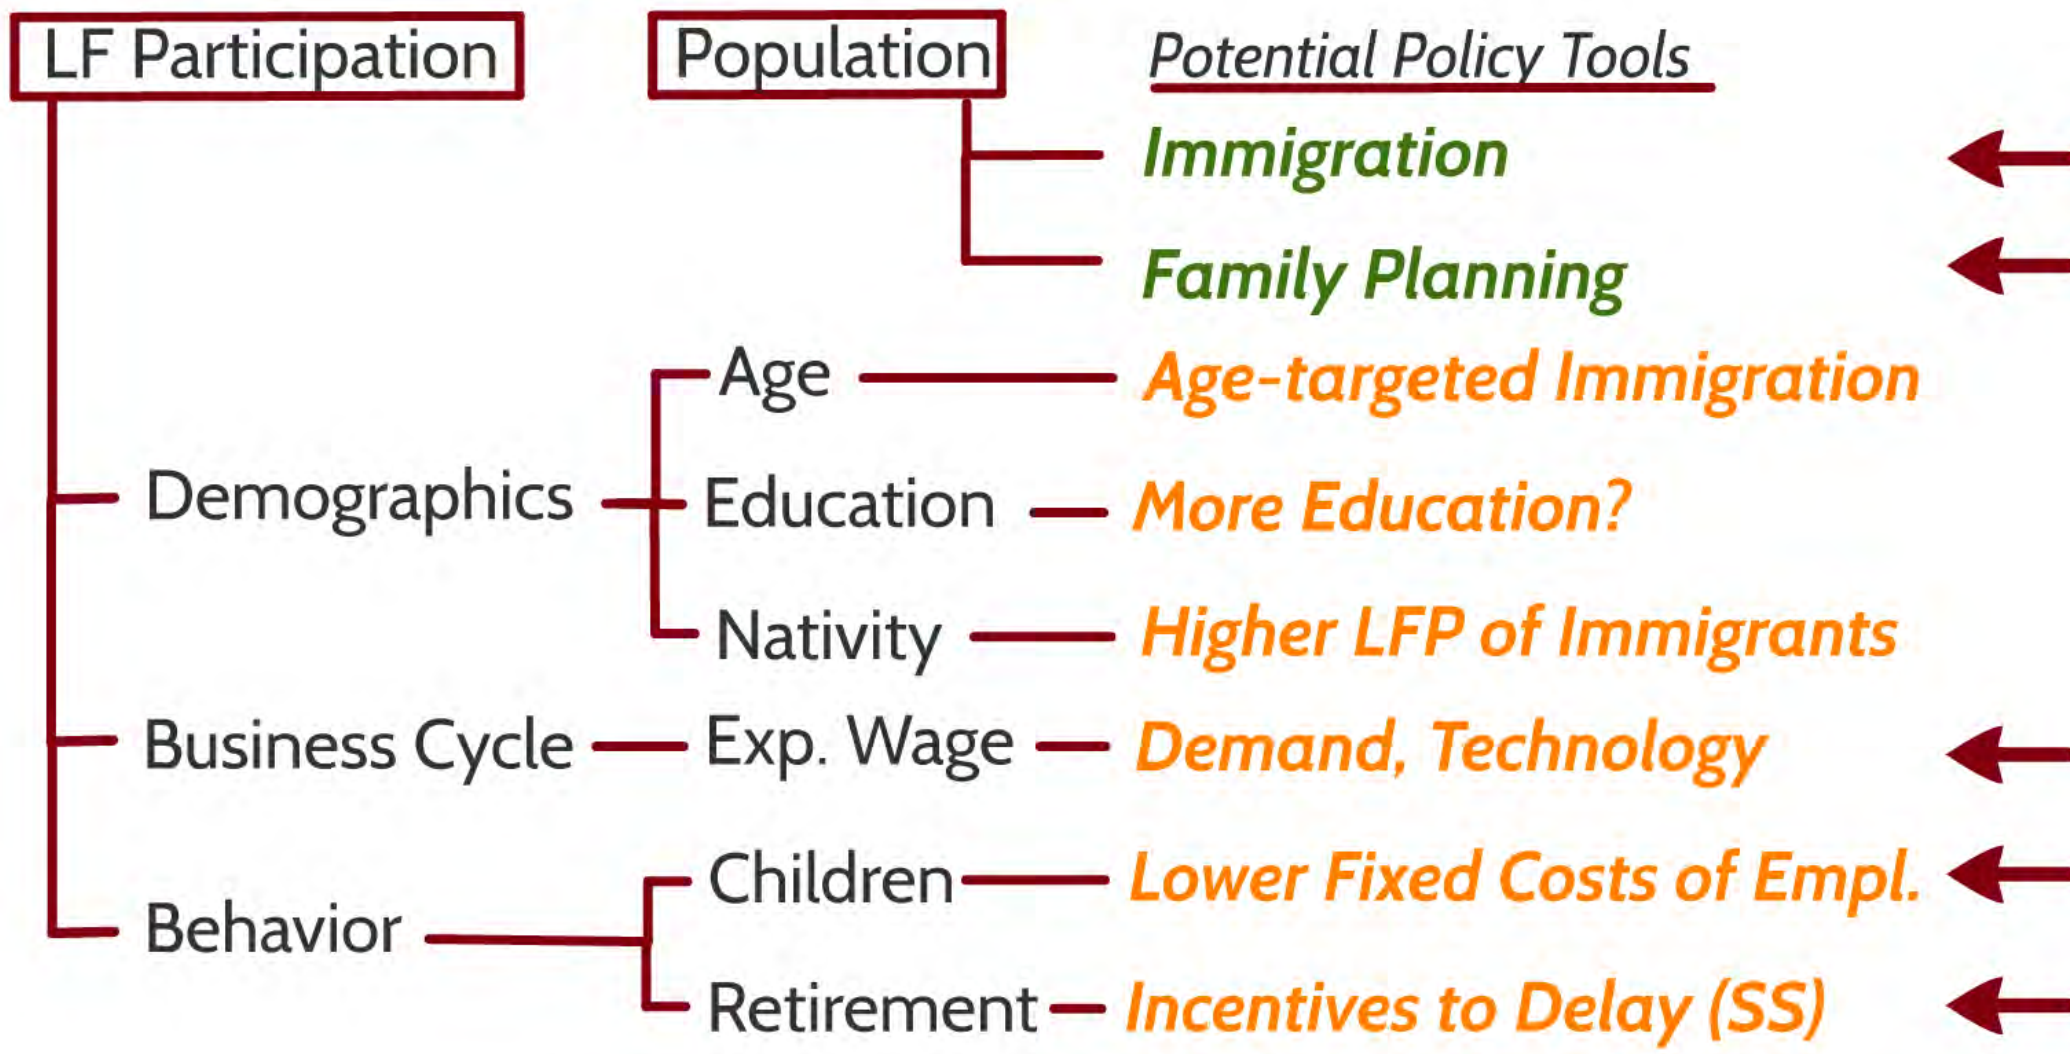 LF Participation Population Potential Policy Tools
Immigration
Family Planning
Age Age-targeted Immigration
Demographics Education More Education?
Nativity Higher LFP of Immigrants
Business Cycle Exp. Wage Demand, Technology
Children Lower Fixed Costs of Empl.
Behavior
Retirement Incentives to Delay (SS)